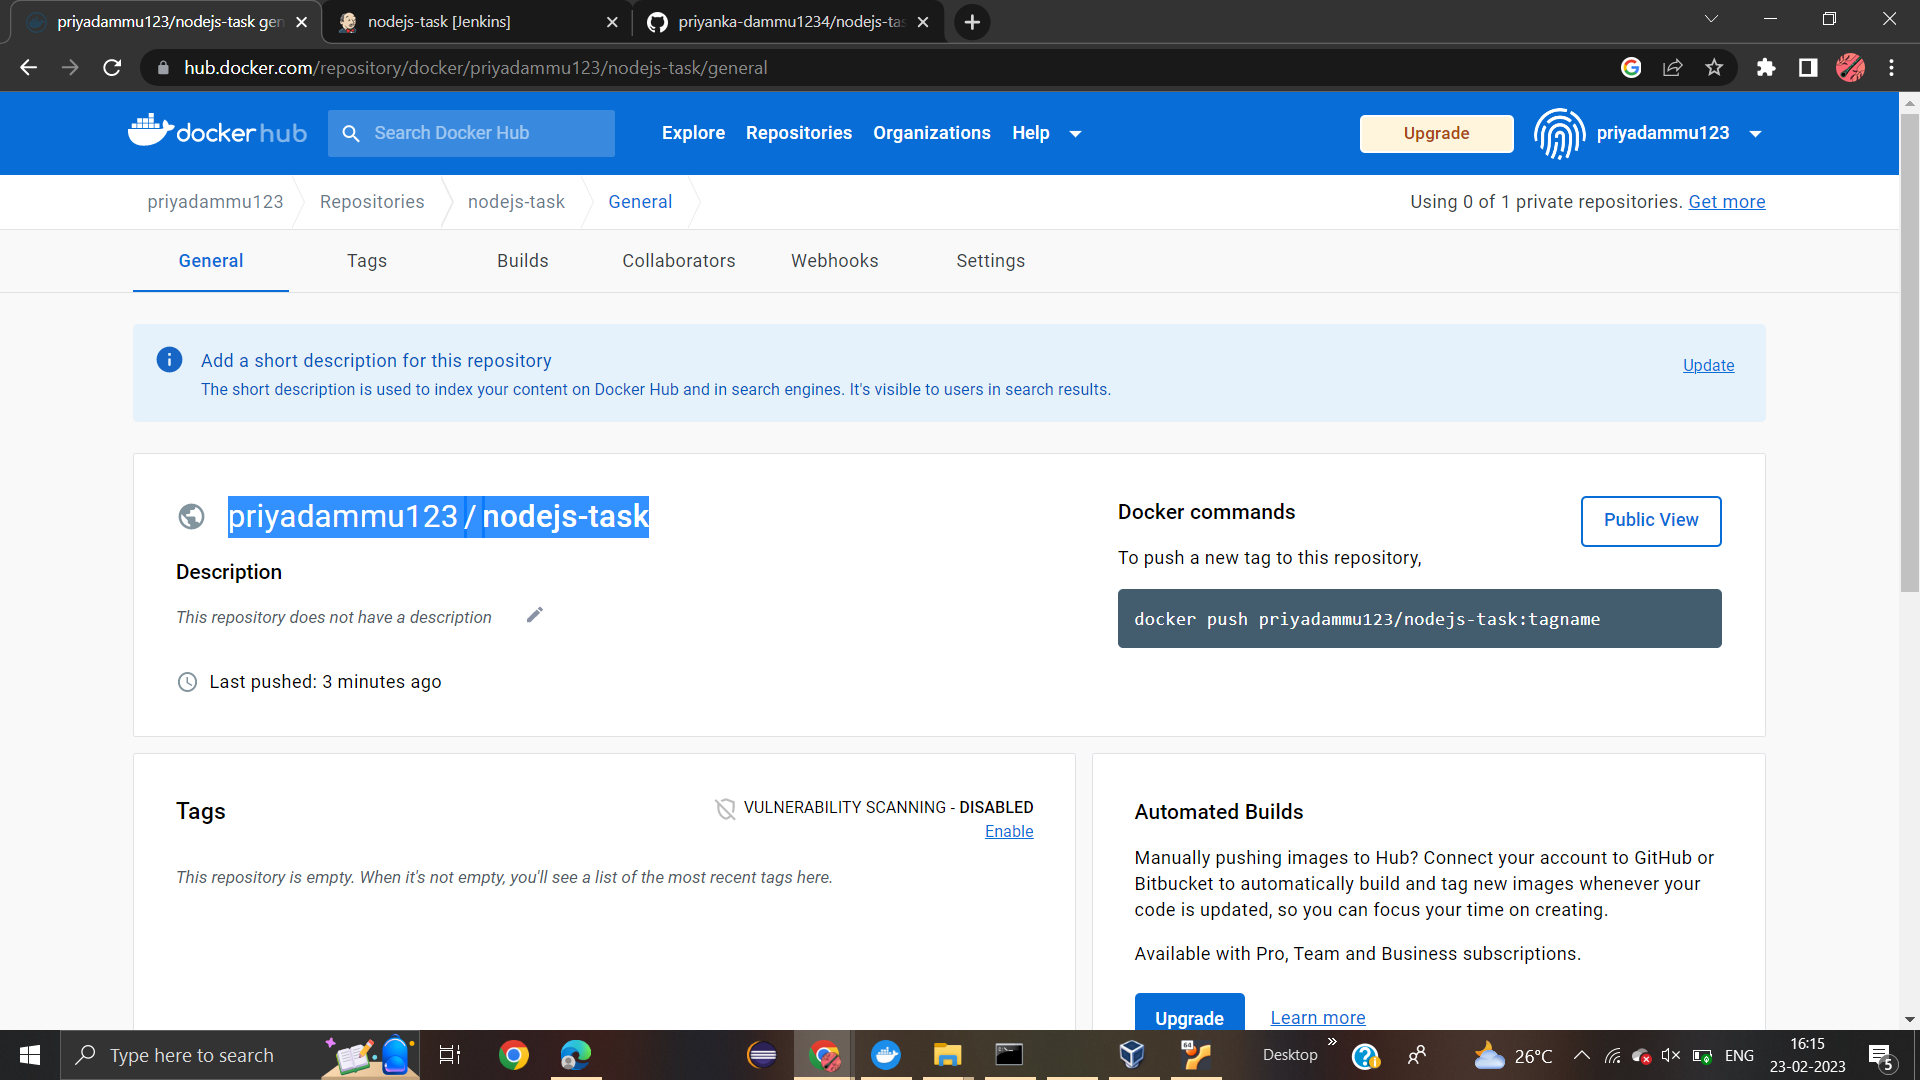 priyadammu123/nodejs-task gen
nodejs-task [Jenkins]
priyanka-dammu1234/nodejs-tas
hub.docker.com/repository/docker/priyadammu123/nodejs-task/general
docker hub
Search Docker Hub
Explore
Repositories
Organizations
Help
Upgrade
priyadammu123
priyadammu123
Repositories
nodejs-task
General
Using 0 of 1 private repositories. Get more
General
Tags
Builds
Collaborators
Webhooks
Settings
Add a short description for this repository
The short description is used to index your content on Docker Hub and in search engines. It's visible to users in search results.
Update
priyadammu123 / nodejs-task
Description
This repository does not have a description
Last pushed: 3 minutes ago
Docker commands
Public View
To push a new tag to this repository,
docker push priyadammu123/nodejs-task:tagname
Tags
VULNERABILITY SCANNING - DISABLED
Enable
This repository is empty. When it's not empty, you'll see a list of the most recent tags here.
Automated Builds
Manually pushing images to Hub? Connect your account to GitHub or
Bitbucket to automatically build and tag new images whenever your
code is updated, so you can focus your time on creating.
Available with Pro, Team and Business subscriptions.
Upgrade
Learn more
Type here to search
64
Desktop
26°C
ENG
16:15
23-02-2023
5